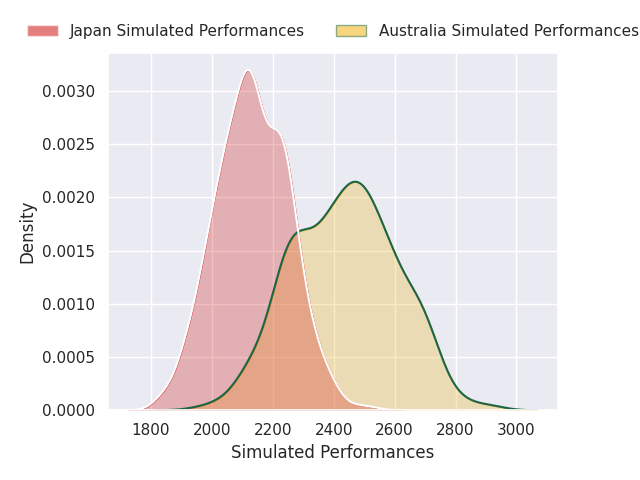 Japan Simulated Performances Australia Simulated Performances
0.0030
0.0025
0.0020
0.0015
0.0010
0.0005
0.0000
Density
1800 2000 2200 2400 2600 2800 3000
Simulated Performances